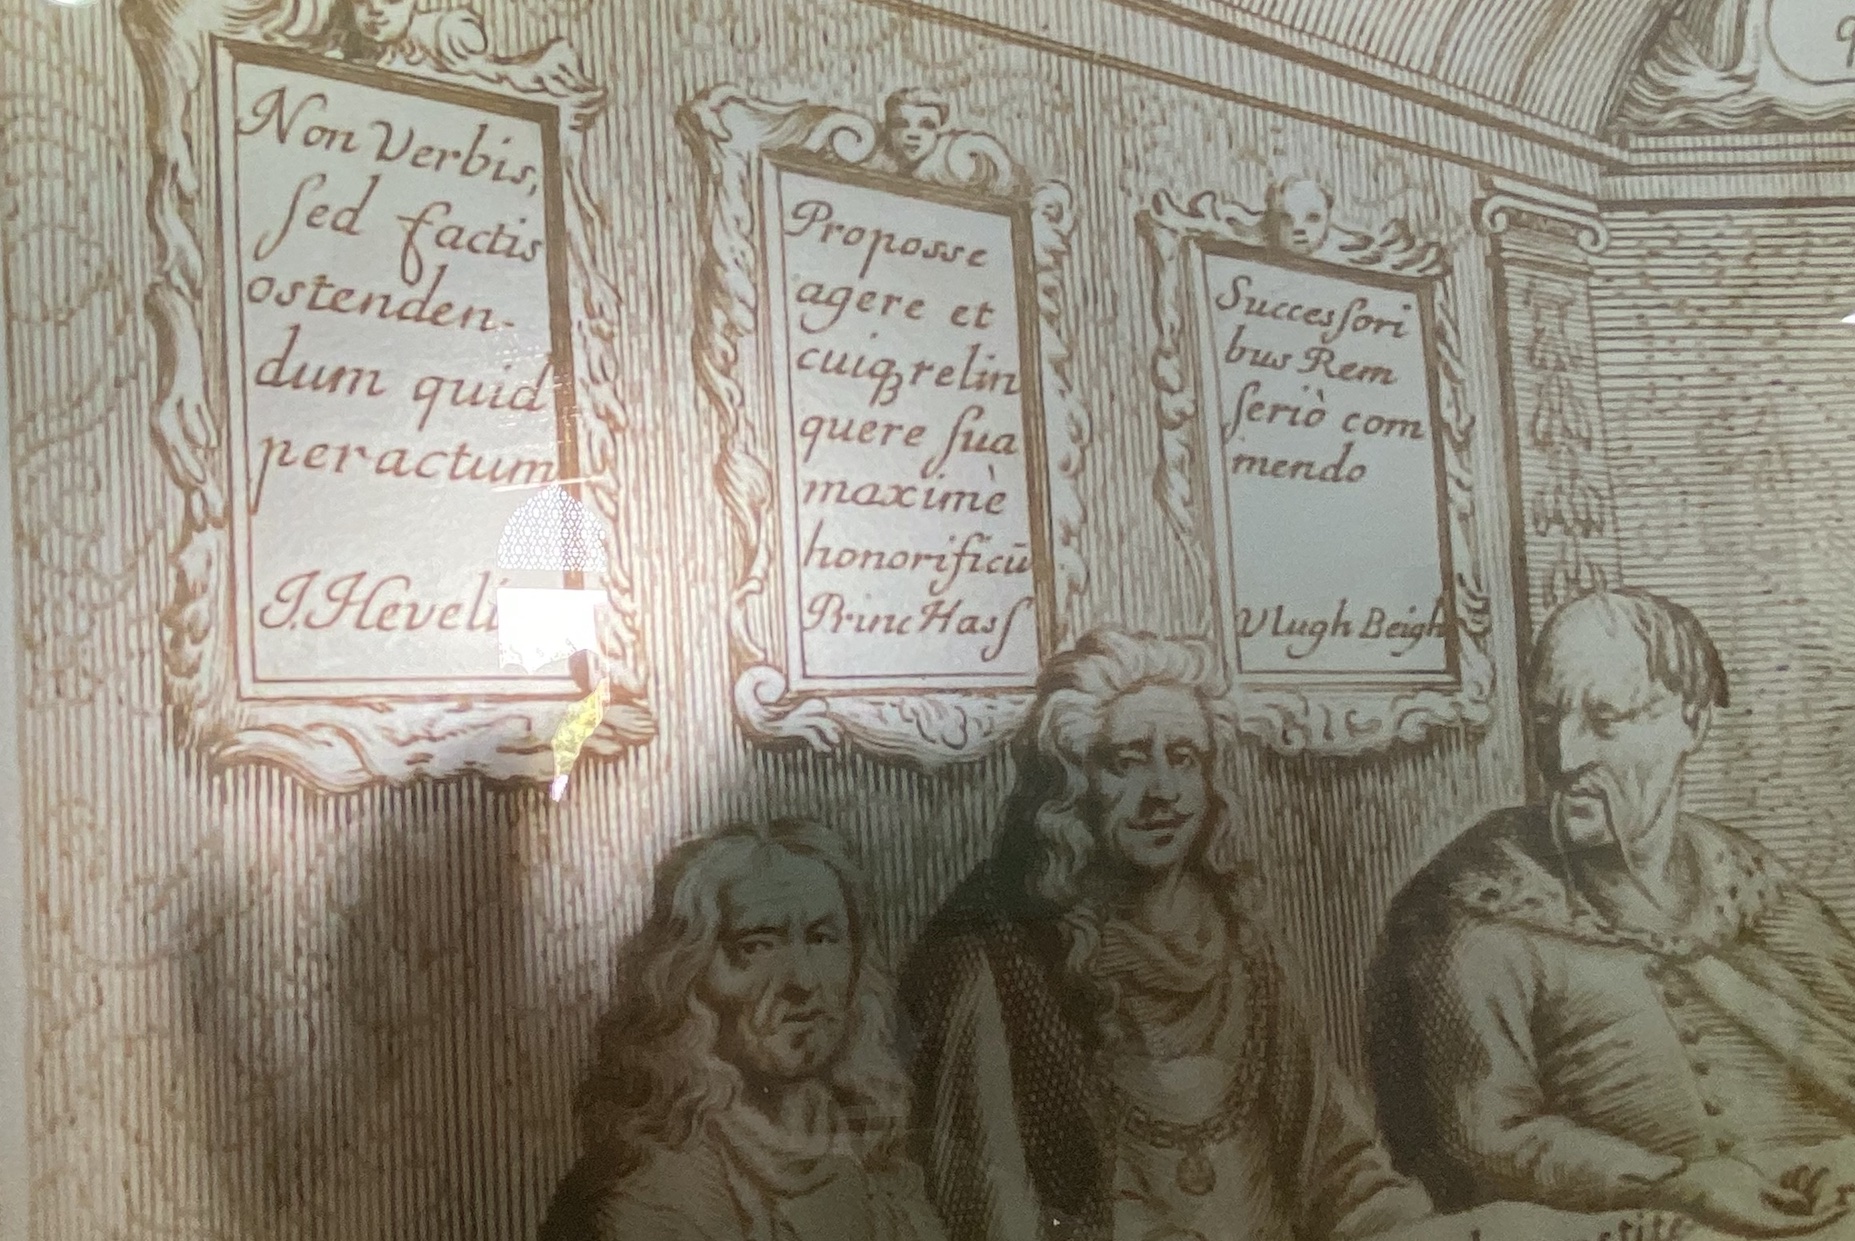 Non Verbis,
ſed factis
ostenden-
dum quid
peractum
J. Heveli
Proposse
agere et
cuiqꝫ relin
quere ſua
maximè
honorificū
Princ Hasſ
Succesſori
bus Rem
ſeriò com
mendo
Vlugh Beigh